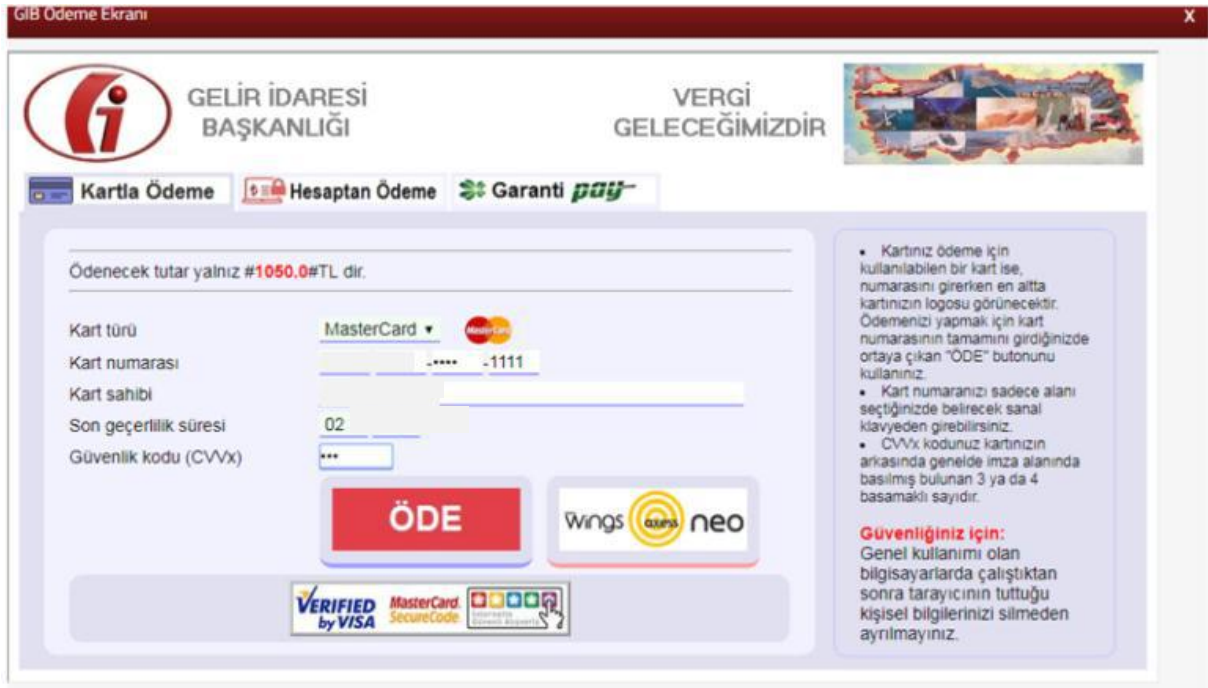 GIB Ödeme Ekranı X
GELİR İDARESİ
BAŞKANLIĞI
VERGİ
GELECEĞİMİZDİR
Kartla Ödeme Hesaptan Ödeme Garanti pay
Ödenecek tutar yalnız #1050.0#TL dir.
Kart türü MasterCard MasterCard
Kart numarası -•••• -1111
Kart sahibi
Son geçerlilik süresi 02
Güvenlik kodu (CVVx) •••
ÖDE
wings axess neo
VERIFIED
by VISA
MasterCard.
SecureCode.
• Kartınız ödeme için
kullanılabilen bir kart ise,
numarasını girerken en altta
kartınızın logosu görünecektir.
Ödemenizi yapmak için kart
numarasının tamamını girdiğinizde
ortaya çıkan "ÖDE" butonunu
kullanınız.
• Kart numaranızı sadece alanı
seçtiğinizde belirecek sanal
klavyeden girebilirsiniz.
• CVVx kodunuz kartınızın
arkasında genelde imza alanında
basılmış bulunan 3 ya da 4
basamaklı sayıdır.
Güvenliğiniz için:
Genel kullanımı olan
bilgisayarlarda çalıştıktan
sonra tarayıcının tuttuğu
kişisel bilgilerinizi silmeden
ayrılmayınız.